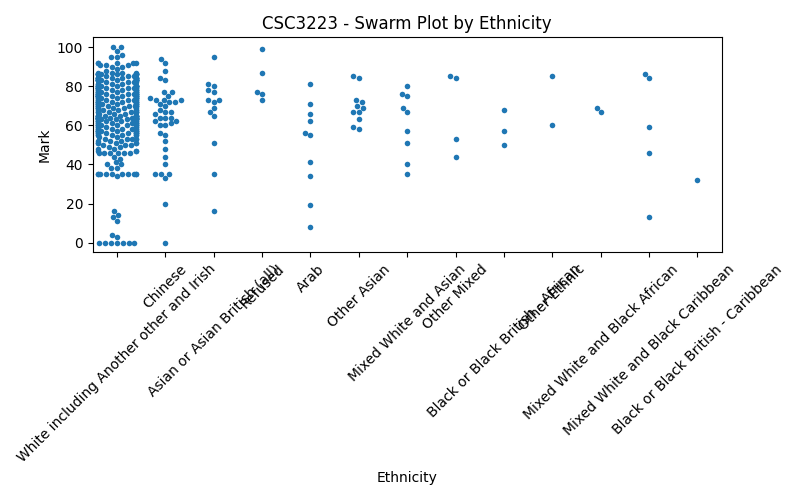 CSC3223 - Swarm Plot by Ethnicity
Mark
100
80
60
40
20
0
White including Another other and Irish
Chinese
Asian or Asian British (all)
Refused
Arab
Other Asian
Mixed White and Asian
Other Mixed
Black or Black British - African
Other Ethnic
Mixed White and Black African
Mixed White and Black Caribbean
Black or Black British - Caribbean
Ethnicity